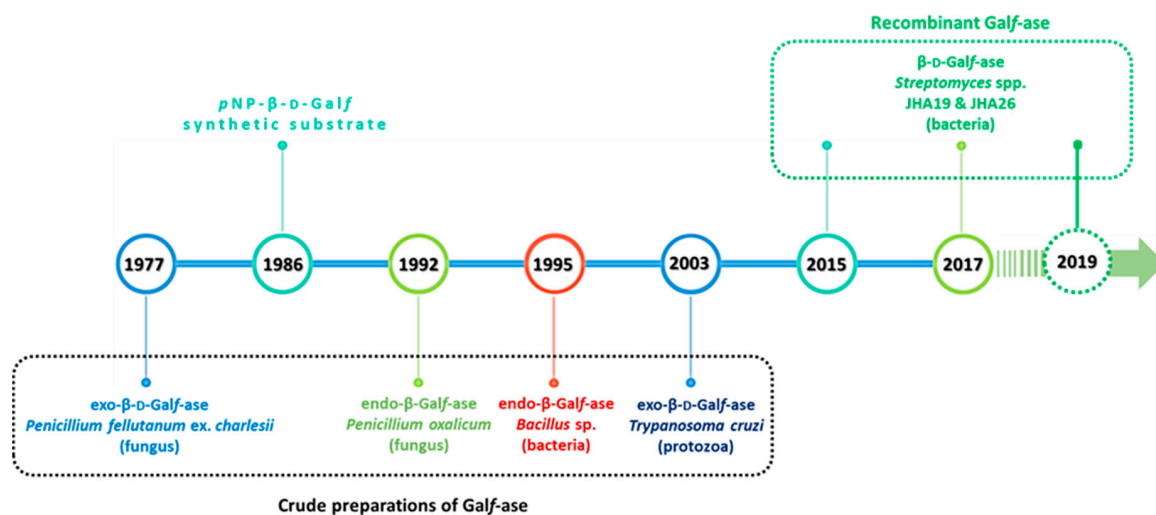 Recombinant Galf-ase
β-D-Galf-ase
Streptomyces spp.
JHA19 & JHA26
(bacteria)
pNP-β-D-Galf
synthetic substrate
1977
1986
1992
1995
2003
2015
2017
2019
exo-β-D-Galf-ase
Penicillium fellutanum ex. charlesii
(fungus)
endo-β-Galf-ase
Penicillium oxalicum
(fungus)
endo-β-Galf-ase
Bacillus sp.
(bacteria)
exo-β-D-Galf-ase
Trypanosoma cruzi
(protozoa)
Crude preparations of Galf-ase